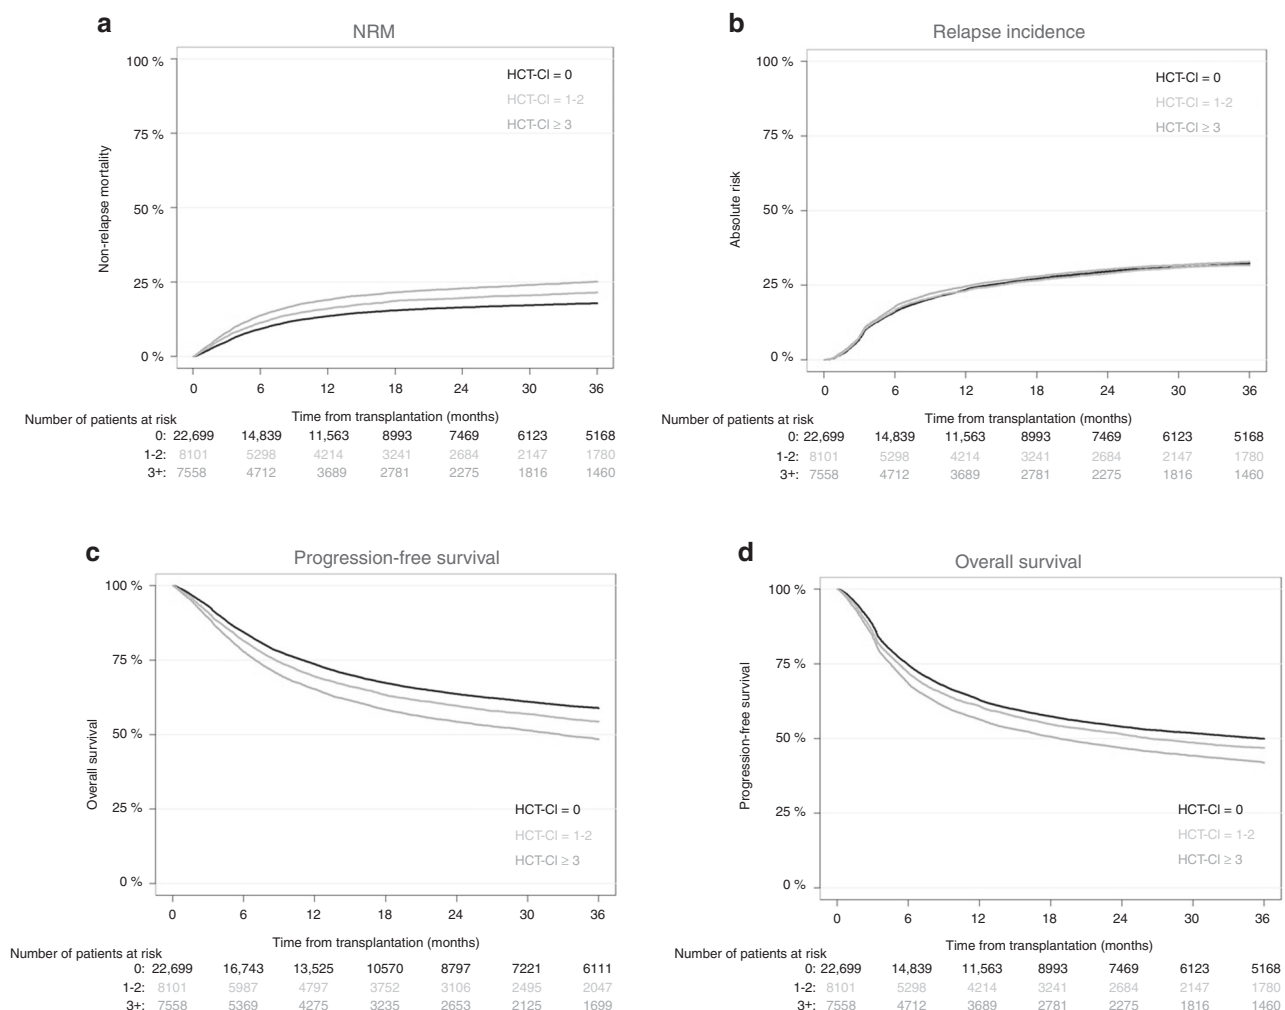 a
NRM
100 %
75 %
50 %
25 %
0 %
Non-relapse mortality
HCT-CI = 0
HCT-CI = 1-2
HCT-CI ≥ 3
0 6 12 18 24 30 36
Time from transplantation (months)
Number of patients at risk
0: 22,699 14,839 11,563 8993 7469 6123 5168
1-2: 8101 5298 4214 3241 2684 2147 1780
3+: 7558 4712 3689 2781 2275 1816 1460
b
Relapse incidence
100 %
75 %
50 %
25 %
0 %
Absolute risk
HCT-CI = 0
HCT-CI = 1-2
HCT-CI ≥ 3
0 6 12 18 24 30 36
Time from transplantation (months)
Number of patients at risk
0: 22,699 14,839 11,563 8993 7469 6123 5168
1-2: 8101 5298 4214 3241 2684 2147 1780
3+: 7558 4712 3689 2781 2275 1816 1460
c
Progression-free survival
100 %
75 %
50 %
25 %
0 %
Overall survival
HCT-CI = 0
HCT-CI = 1-2
HCT-CI ≥ 3
0 6 12 18 24 30 36
Time from transplantation (months)
Number of patients at risk
0: 22,699 16,743 13,525 10570 8797 7221 6111
1-2: 8101 5987 4797 3752 3106 2495 2047
3+: 7558 5369 4275 3235 2653 2125 1699
d
Overall survival
100 %
75 %
50 %
25 %
0 %
Progression-free survival
HCT-CI = 0
HCT-CI = 1-2
HCT-CI ≥ 3
0 6 12 18 24 30 36
Time from transplantation (months)
Number of patients at risk
0: 22,699 14,839 11,563 8993 7469 6123 5168
1-2: 8101 5298 4214 3241 2684 2147 1780
3+: 7558 4712 3689 2781 2275 1816 1460